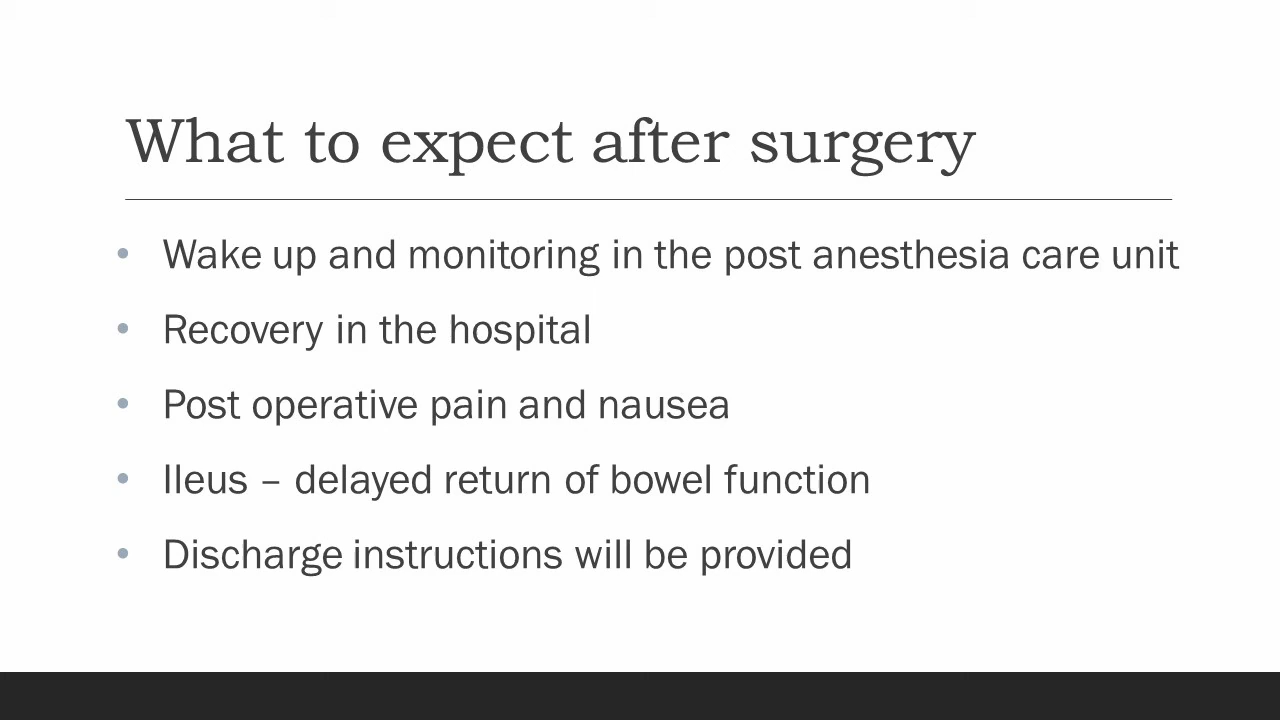 What to expect after surgery
• Wake up and monitoring in the post anesthesia care unit
• Recovery in the hospital
• Post operative pain and nausea
• Ileus – delayed return of bowel function
• Discharge instructions will be provided